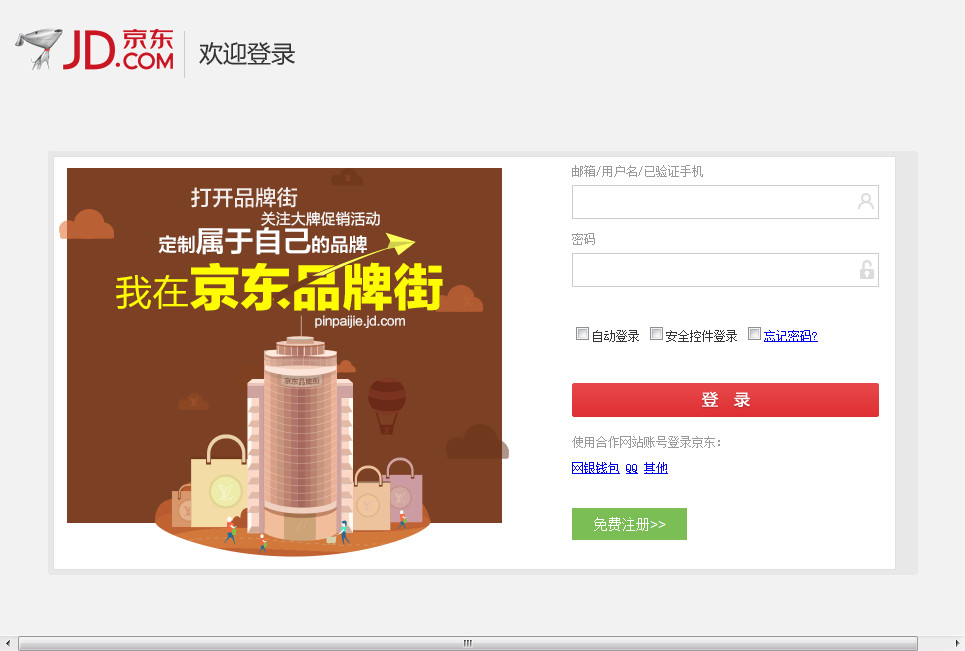 JD.COM 京东 欢迎登录
打开品牌街
关注大牌促销活动
定制属于自己的品牌
我在京东品牌街
pinpaijie.jd.com
京东品牌街
邮箱/用户名/已验证手机
密码
自动登录 安全控件登录 忘记密码?
登 录
使用合作网站账号登录京东：
网银钱包 QQ 其他
免费注册>>